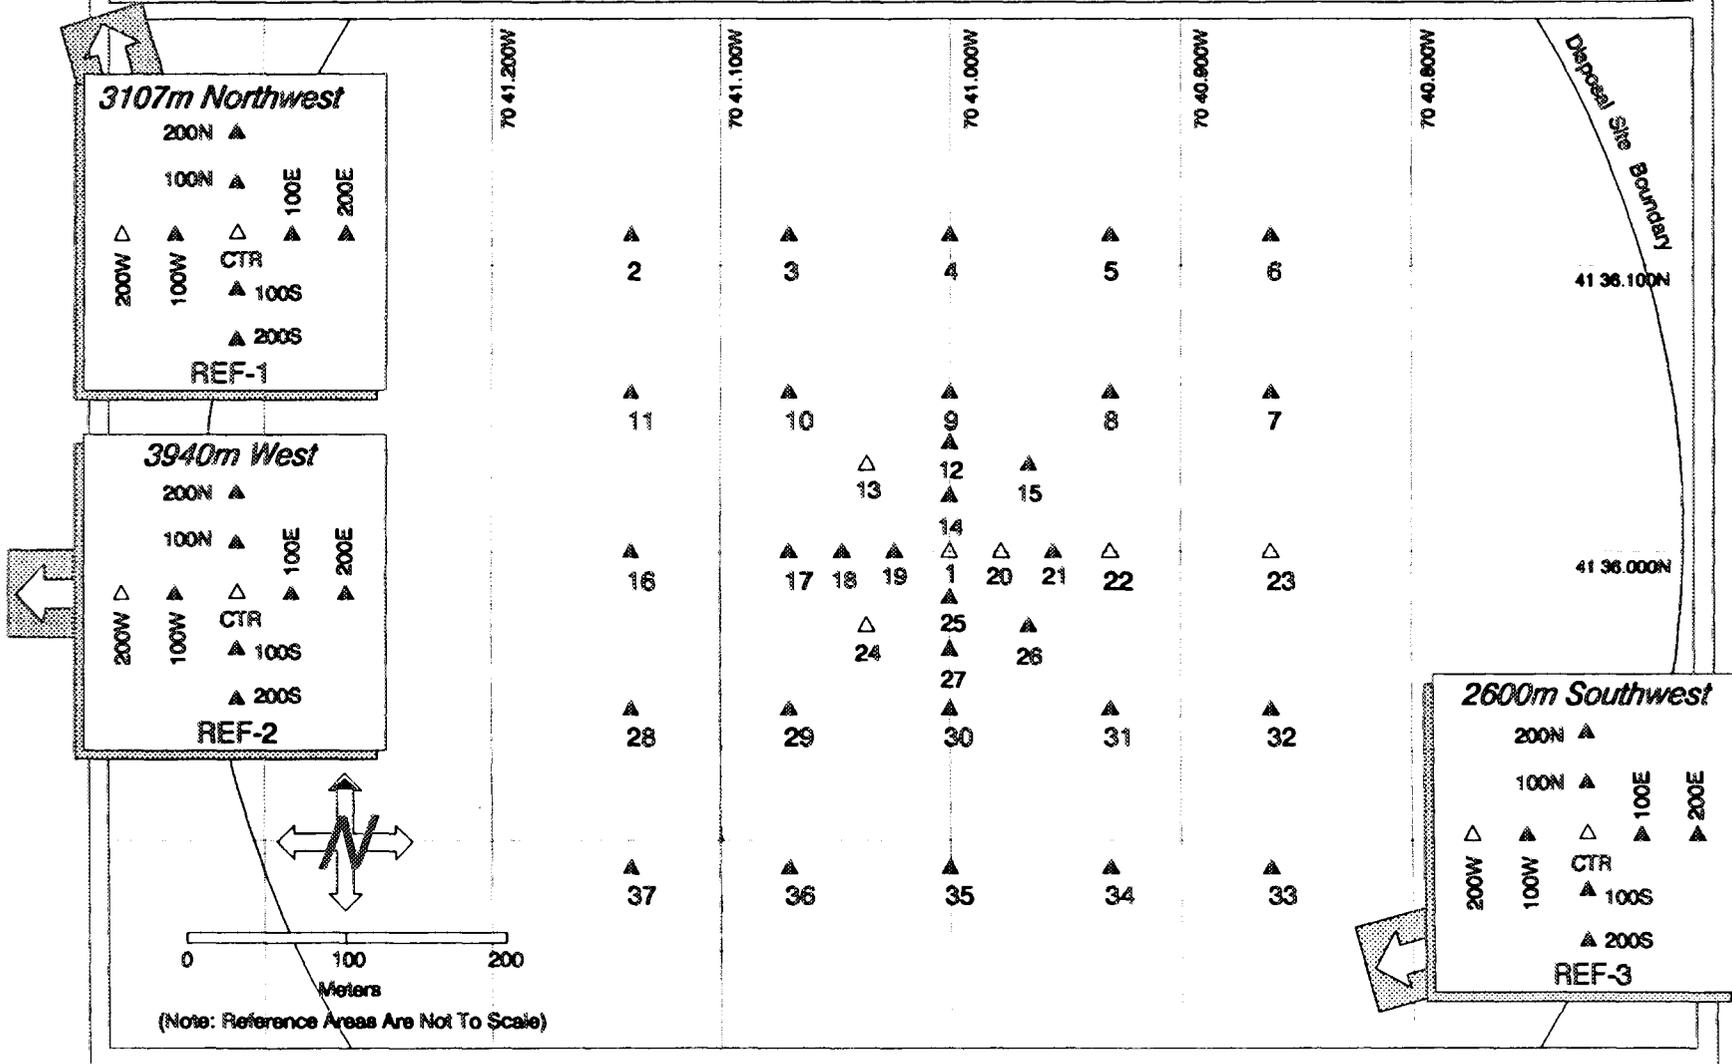 70 41.200W
70 41.100W
70 41.000W
70 40.900W
70 40.800W
Disposal Site Boundary
3107m Northwest
200N
100N
100E
200E
200W
100W
CTR
100S
200S
REF-1
2
3
4
5
6
41 36.100N
11
10
9
8
7
12
13
15
14
3940m West
200N
100N
100E
200E
200W
100W
CTR
100S
200S
REF-2
16
17
18
19
1
20
21
22
23
41 36.000N
24
25
26
27
28
29
30
31
32
2600m Southwest
200N
100N
100E
200E
200W
100W
CTR
100S
200S
REF-3
N
37
36
35
34
33
0
100
200
Meters
(Note: Reference Areas Are Not To Scale)